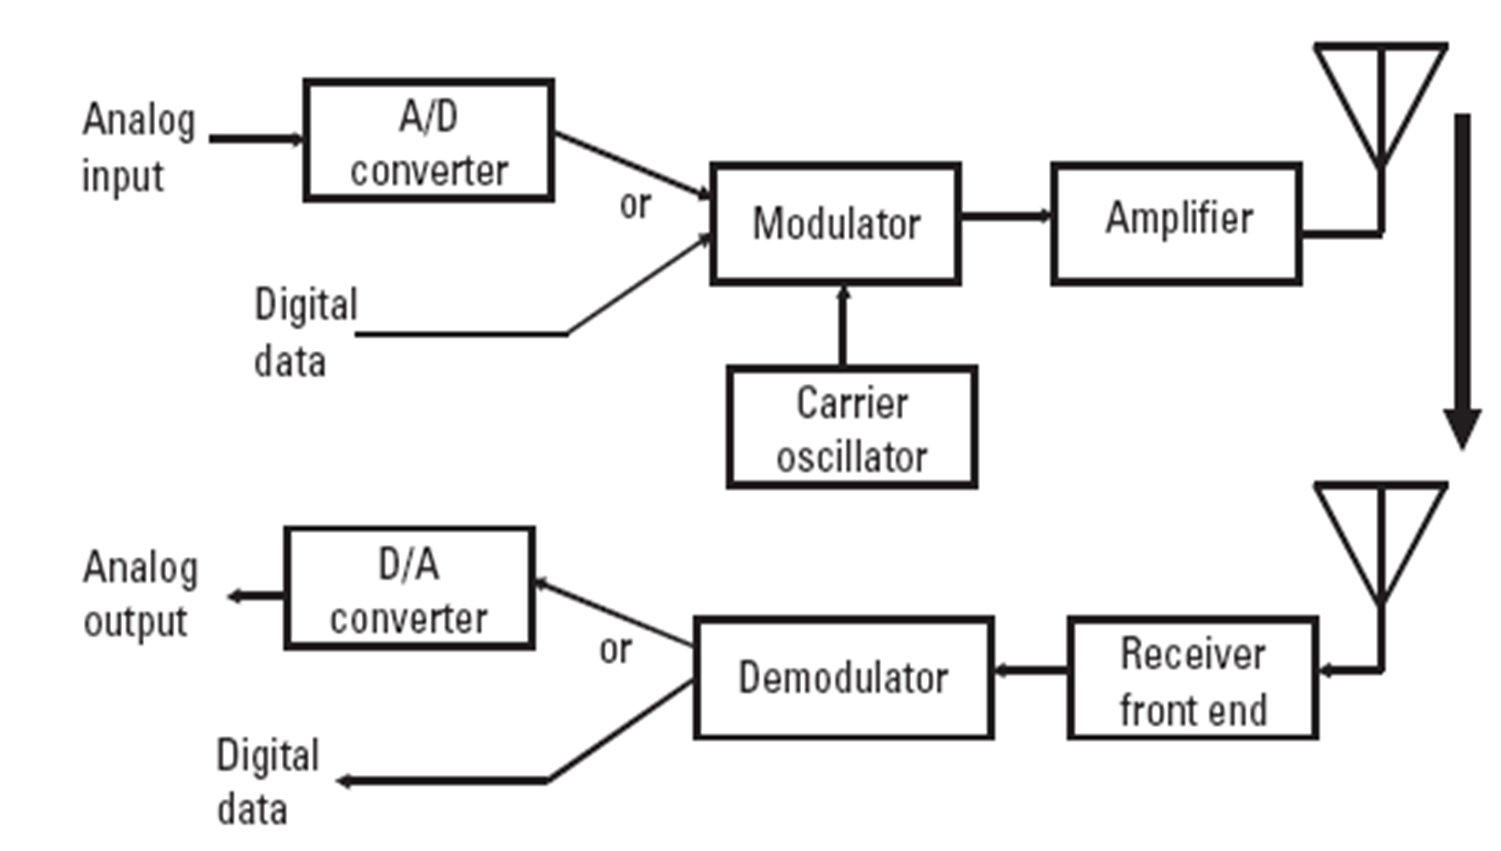 Analog
input
A/D
converter
or
Digital
data
Modulator
Amplifier
Carrier
oscillator
Analog
output
D/A
converter
or
Digital
data
Demodulator
Receiver
front end